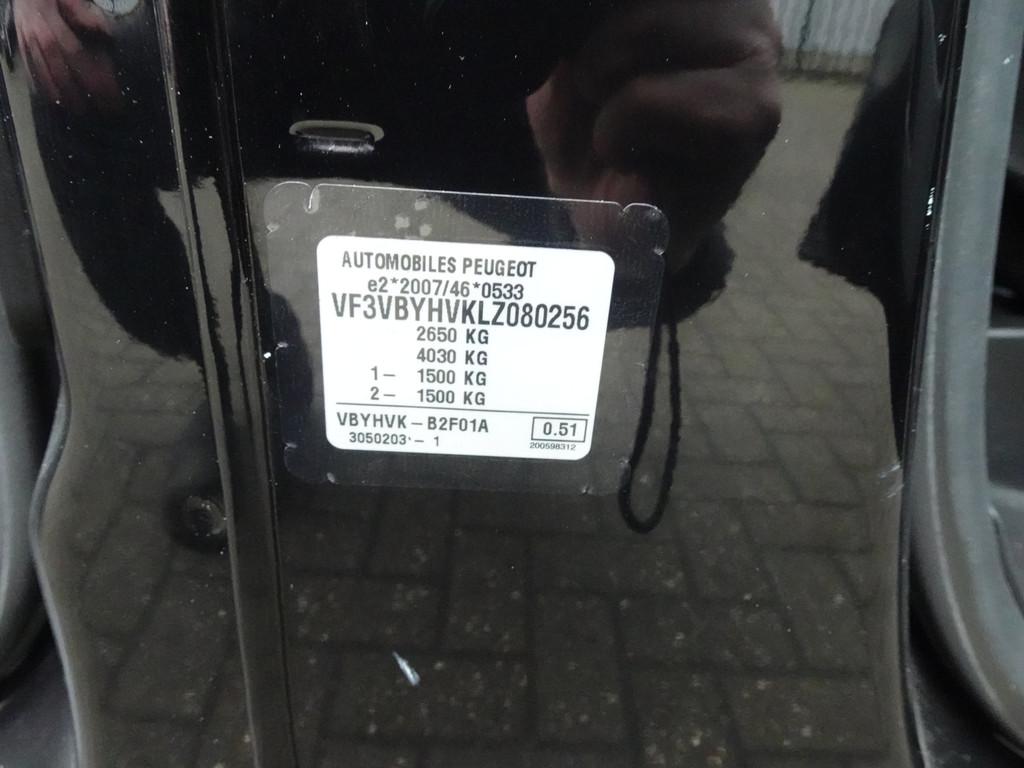 AUTOMOBILES PEUGEOT
e2*2007/46*0533
VF3VBYHVKLZ080256
2650 KG
4030 KG
1- 1500 KG
2- 1500 KG
VBYHVK-B2F01A
0.51
3050203'- 1
200598312